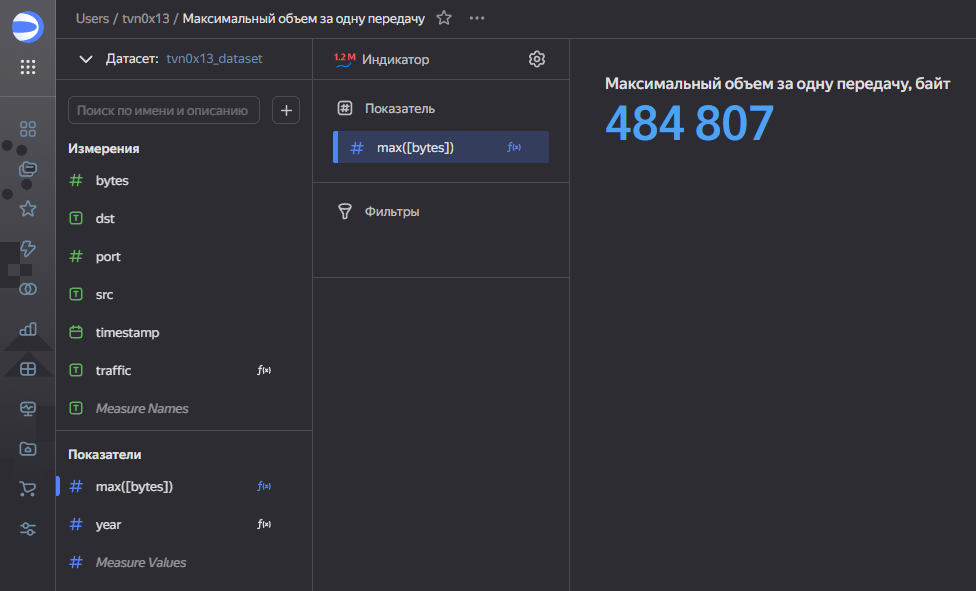 Users / tvn0x13 / Максимальный объем за одну передачу
Датасет: tvn0x13_dataset
Поиск по имени и описанию
Измерения
bytes
dst
port
src
timestamp
traffic f(x)
Measure Names
Показатели
max([bytes]) f(x)
year f(x)
Measure Values
1.2M Индикатор
Показатель
max([bytes]) f(x)
Фильтры
Максимальный объем за одну передачу, байт
484 807